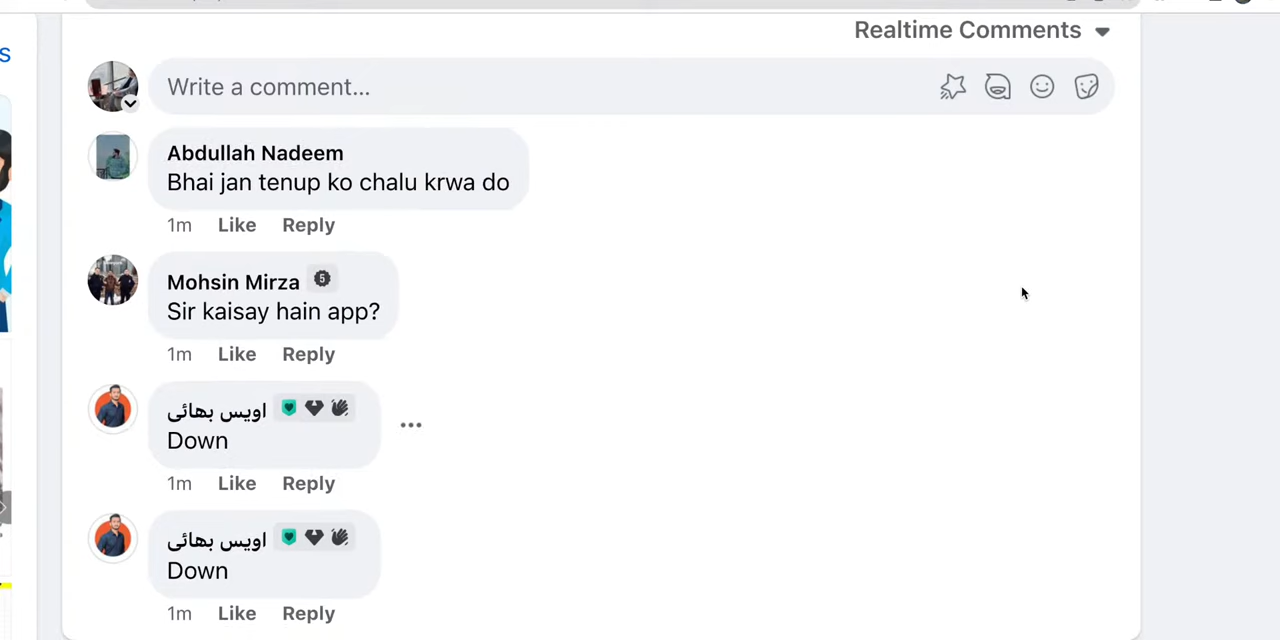 Realtime Comments
Write a comment...
Abdullah Nadeem
Bhai jan tenup ko chalu krwa do
1m Like Reply
Mohsin Mirza
Sir kaisay hain app?
1m Like Reply
اویس بھائی
Down
1m Like Reply
اویس بھائی
Down
1m Like Reply